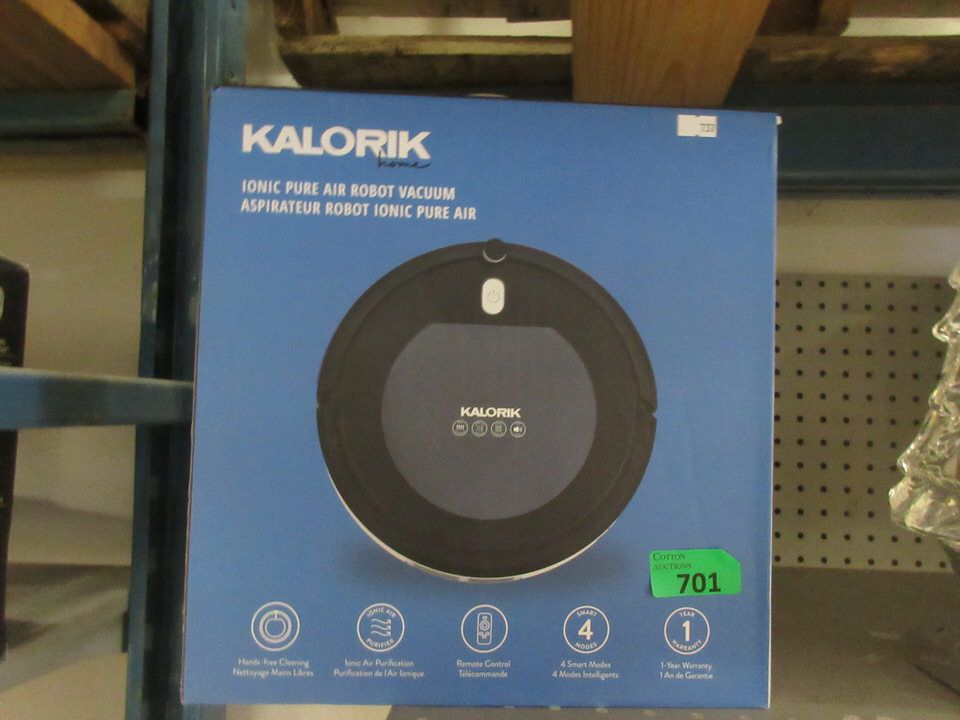 KALORIK
home
IONIC PURE AIR ROBOT VACUUM
ASPIRATEUR ROBOT IONIC PURE AIR
KALORIK
COTTON
AUCTIONS
701
IONIC AIR
PURIFIER
SMART
4
MODES
1 YEAR
WARRANTY
Hands-free Cleaning
Nettoyage Mains Libres
Ionic Air Purification
Purification de l'Air Ionique
Remote Control
Télécommande
4 Smart Modes
4 Modes Intelligents
1-Year Warranty
1 An de Garantie